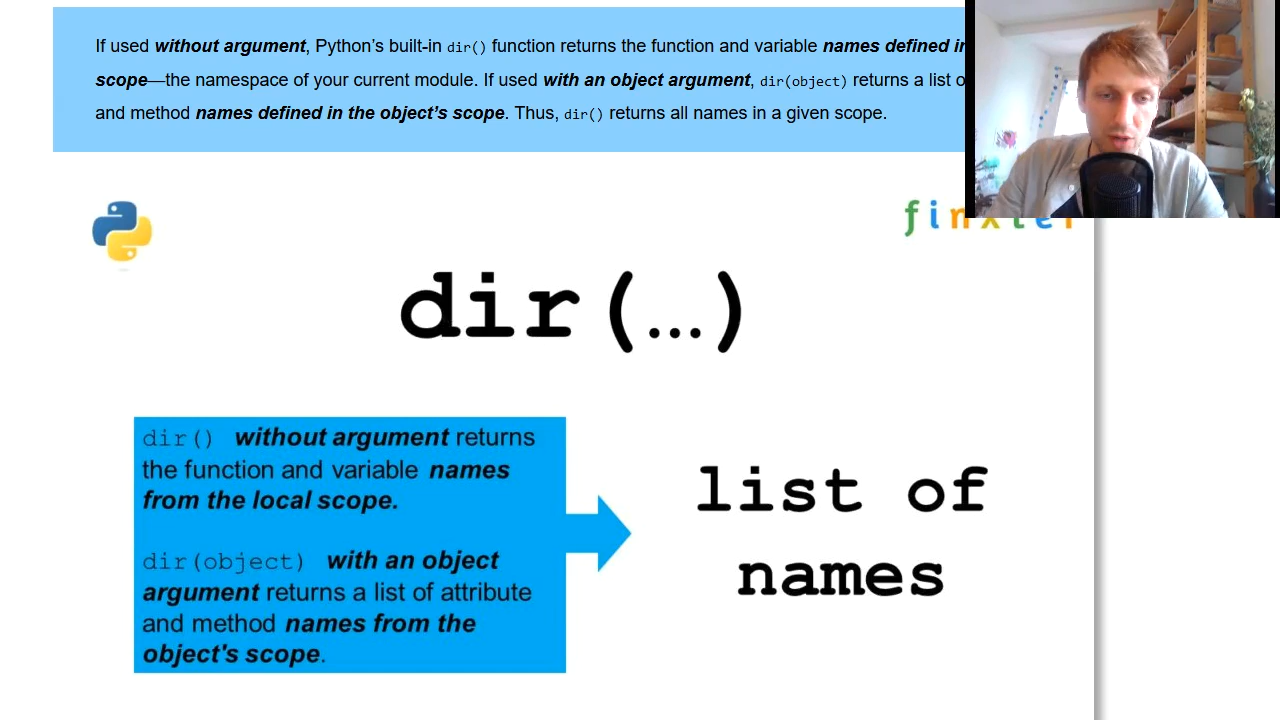 If used without argument, Python’s built-in dir() function returns the function and variable names defined in
scope—the namespace of your current module. If used with an object argument, dir(object) returns a list o
and method names defined in the object’s scope. Thus, dir() returns all names in a given scope.
finxter
dir(…)
dir() without argument returns
the function and variable names
from the local scope.
dir(object) with an object
argument returns a list of attribute
and method names from the
object's scope.
list of
names